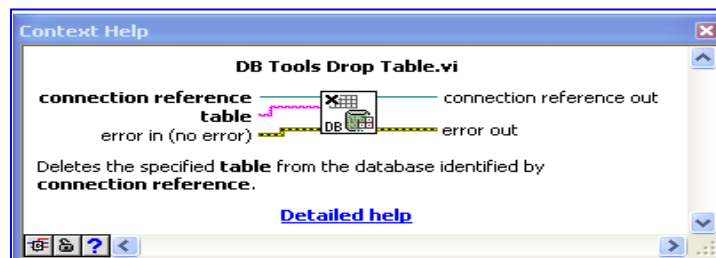 Context Help
DB Tools Drop Table.vi
connection reference
connection reference out
table
DB
error in (no error)
error out
Deletes the specified table from the database identified by
connection reference.
Detailed help
?